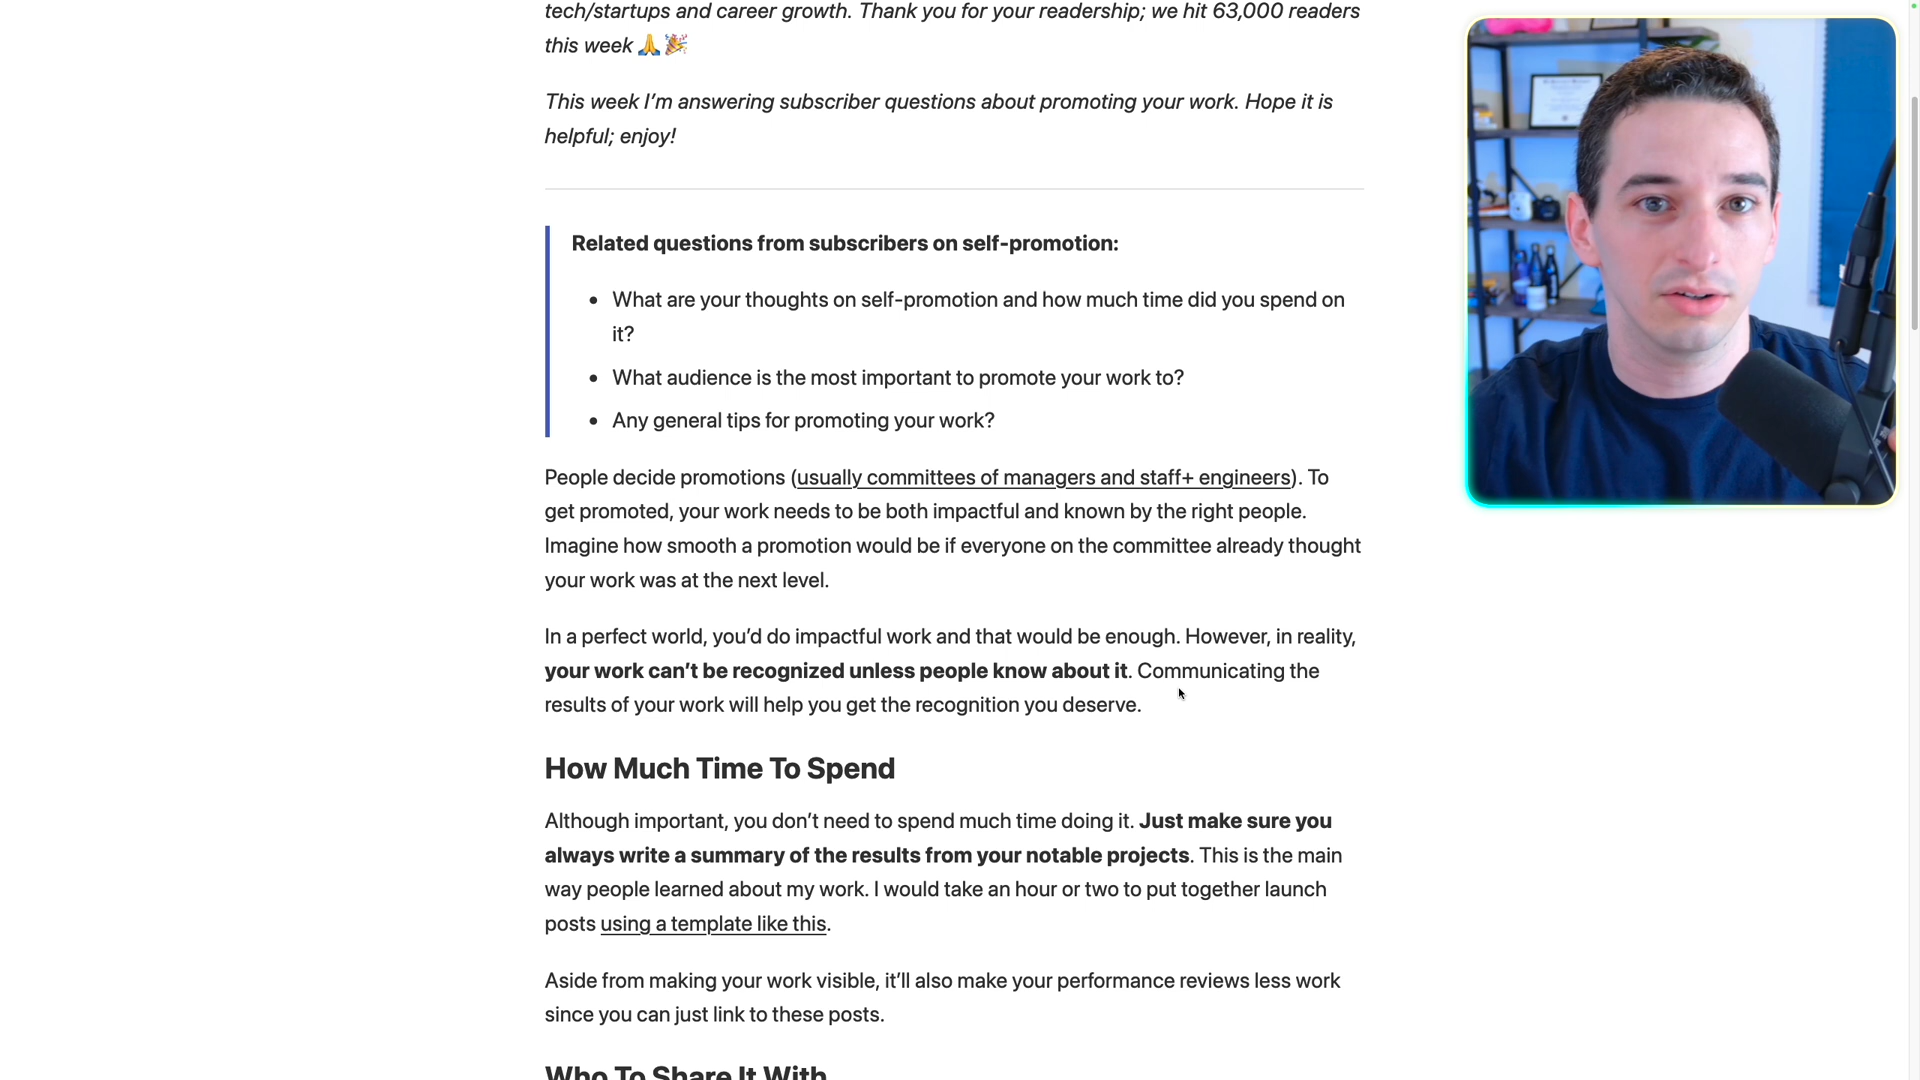 tech/startups and career growth. Thank you for your readership; we hit 63,000 readers
this week 🙏🎉
This week I’m answering subscriber questions about promoting your work. Hope it is
helpful; enjoy!
Related questions from subscribers on self-promotion:
• What are your thoughts on self-promotion and how much time did you spend on
it?
• What audience is the most important to promote your work to?
• Any general tips for promoting your work?
People decide promotions (usually committees of managers and staff+ engineers). To
get promoted, your work needs to be both impactful and known by the right people.
Imagine how smooth a promotion would be if everyone on the committee already thought
your work was at the next level.
In a perfect world, you’d do impactful work and that would be enough. However, in reality,
your work can’t be recognized unless people know about it. Communicating the
results of your work will help you get the recognition you deserve.
How Much Time To Spend
Although important, you don’t need to spend much time doing it. Just make sure you
always write a summary of the results from your notable projects. This is the main
way people learned about my work. I would take an hour or two to put together launch
posts using a template like this.
Aside from making your work visible, it’ll also make your performance reviews less work
since you can just link to these posts.
Who To Share It With